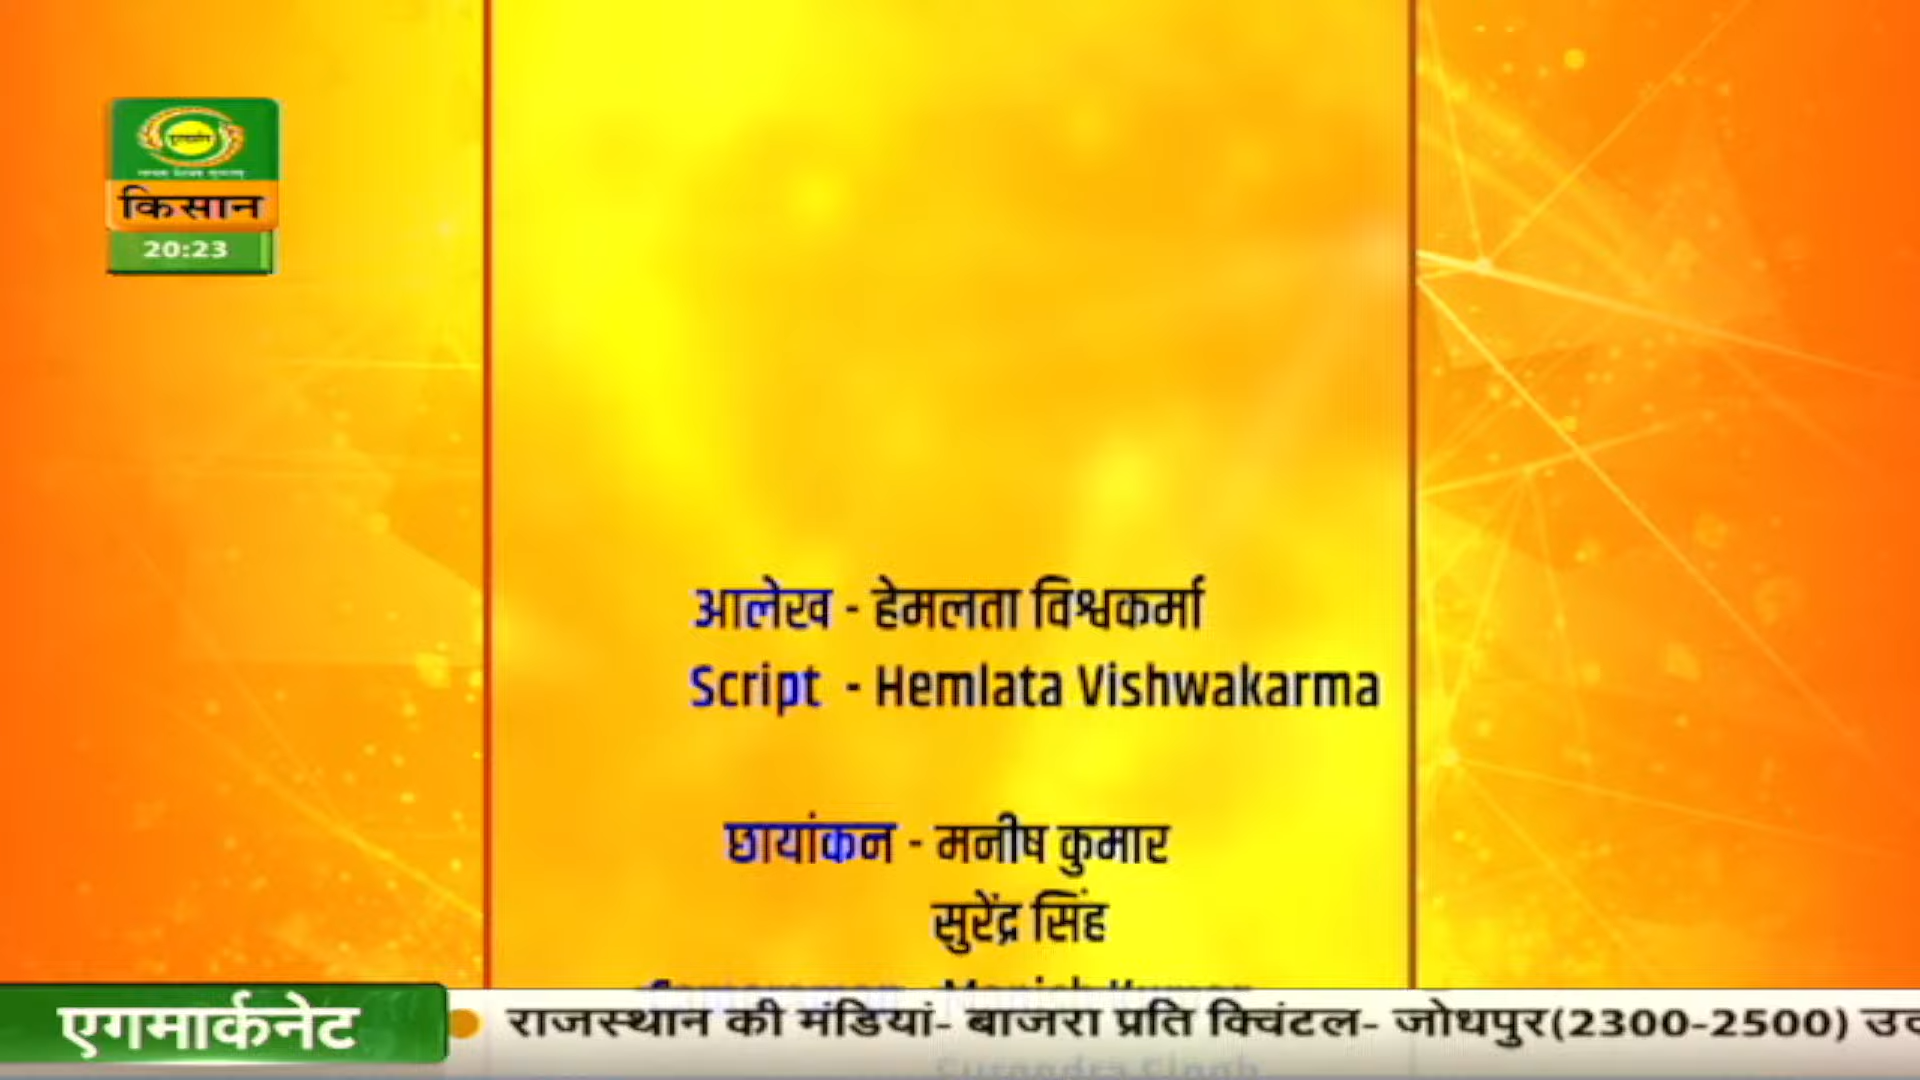 किसान
20:23
आलेख - हेमलता विश्वकर्मा
Script - Hemlata Vishwakarma
छायांकन - मनीष कुमार
सुरेंद्र सिंह
एगमार्कनेट
राजस्थान की मंडियां- बाजरा प्रति क्विंटल- जोधपुर(2300-2500)